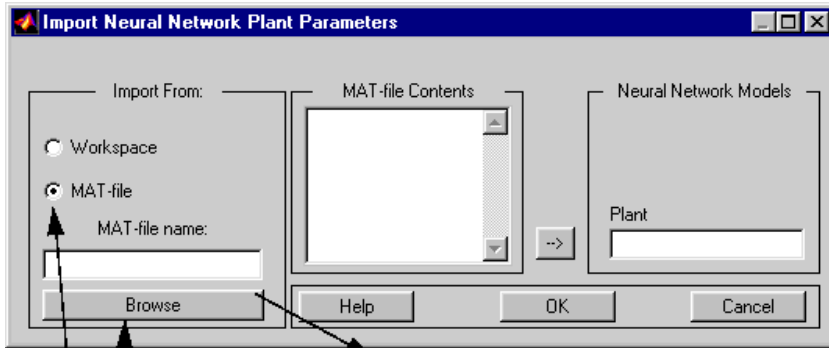 Import Neural Network Plant Parameters
Import From:
MAT-file Contents
Neural Network Models
Workspace
MAT-file
MAT-file name:
Plant
-->
Browse
Help
OK
Cancel